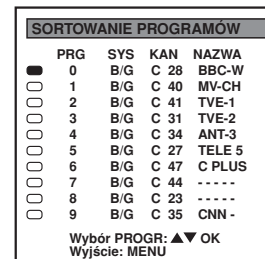 SORTOWANIE PROGRAMÓW
PRG SYS KAN NAZWA
0 B/G C 28 BBC-W
1 B/G C 40 MV-CH
2 B/G C 41 TVE-1
3 B/G C 31 TVE-2
4 B/G C 34 ANT-3
5 B/G C 27 TELE 5
6 B/G C 47 C PLUS
7 B/G C 44 - - - - -
8 B/G C 23 - - - - -
9 B/G C 35 CNN -
Wybór PROGR: ▲▼ OK
Wyjście: MENU